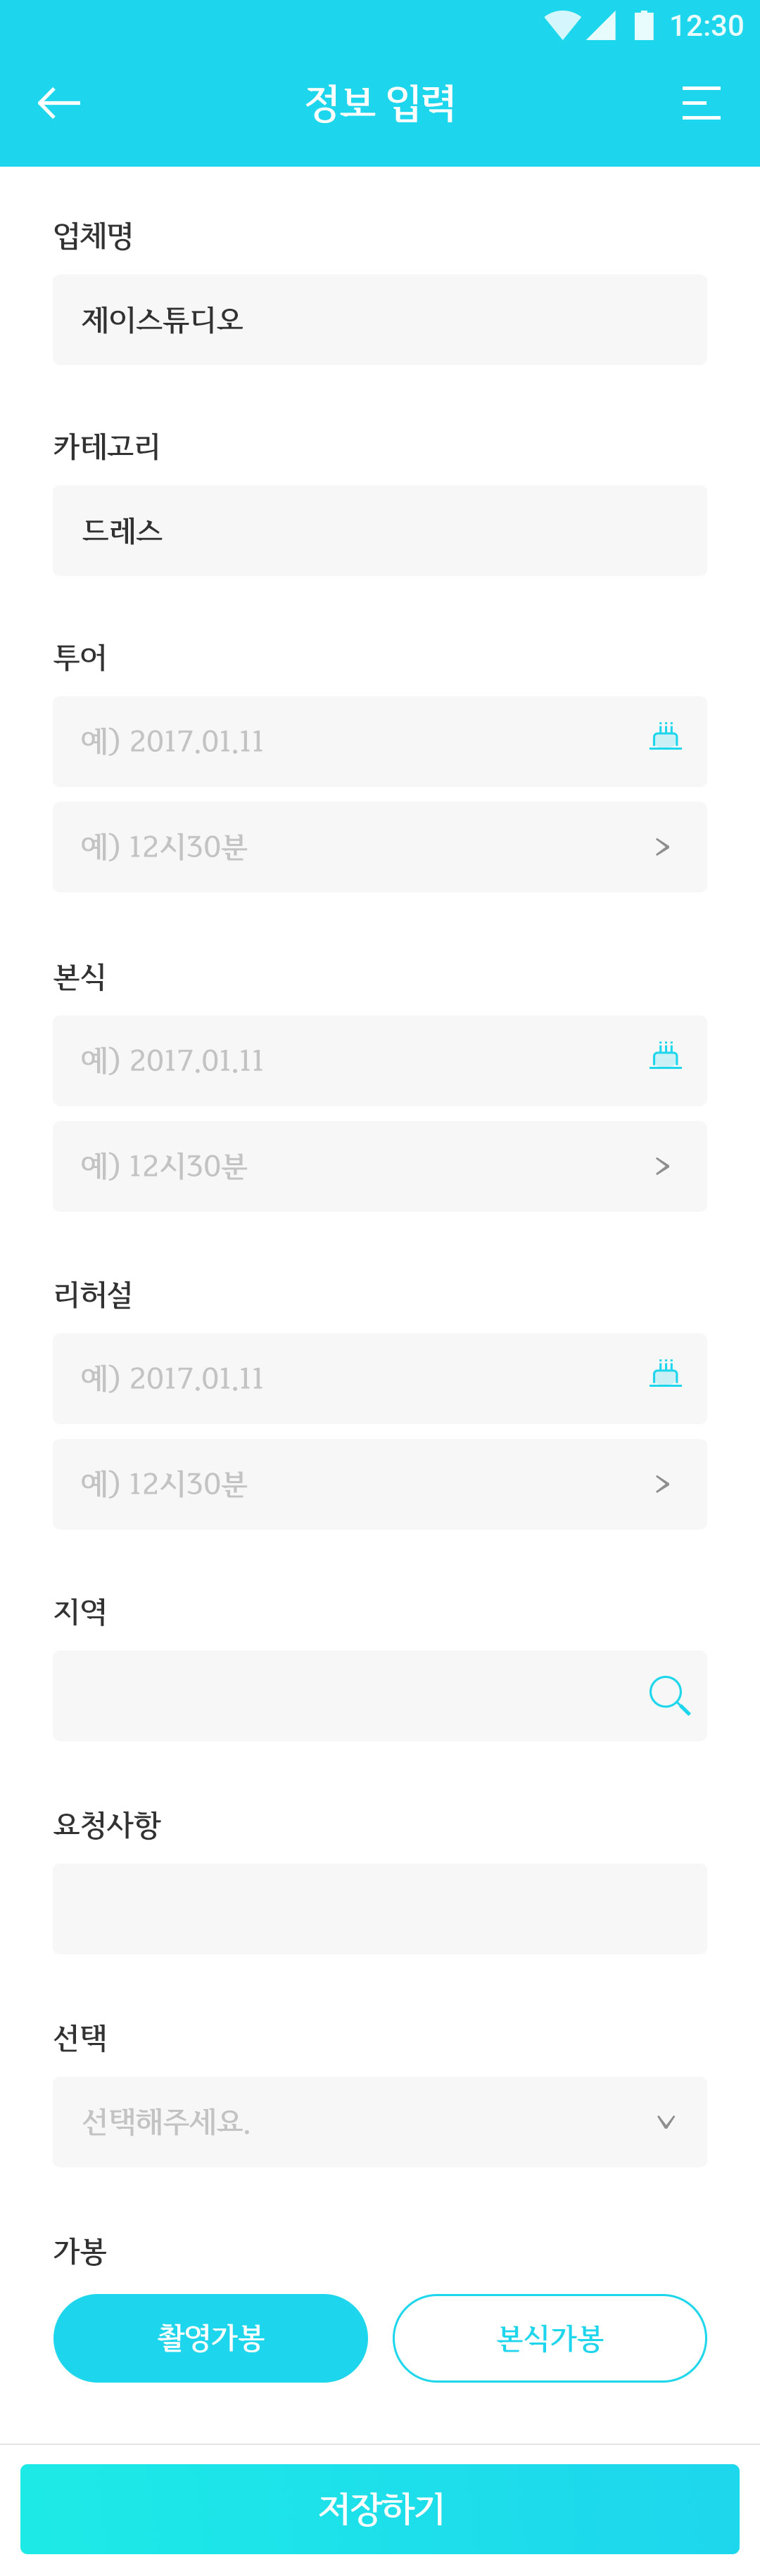 12:30
정보 입력
업체명
제이스튜디오
카테고리
드레스
투어
예) 2017.01.11
예) 12시30분
본식
예) 2017.01.11
예) 12시30분
리허설
예) 2017.01.11
예) 12시30분
지역
요청사항
선택
선택해주세요.
가봉
촬영가봉
본식가봉
저장하기